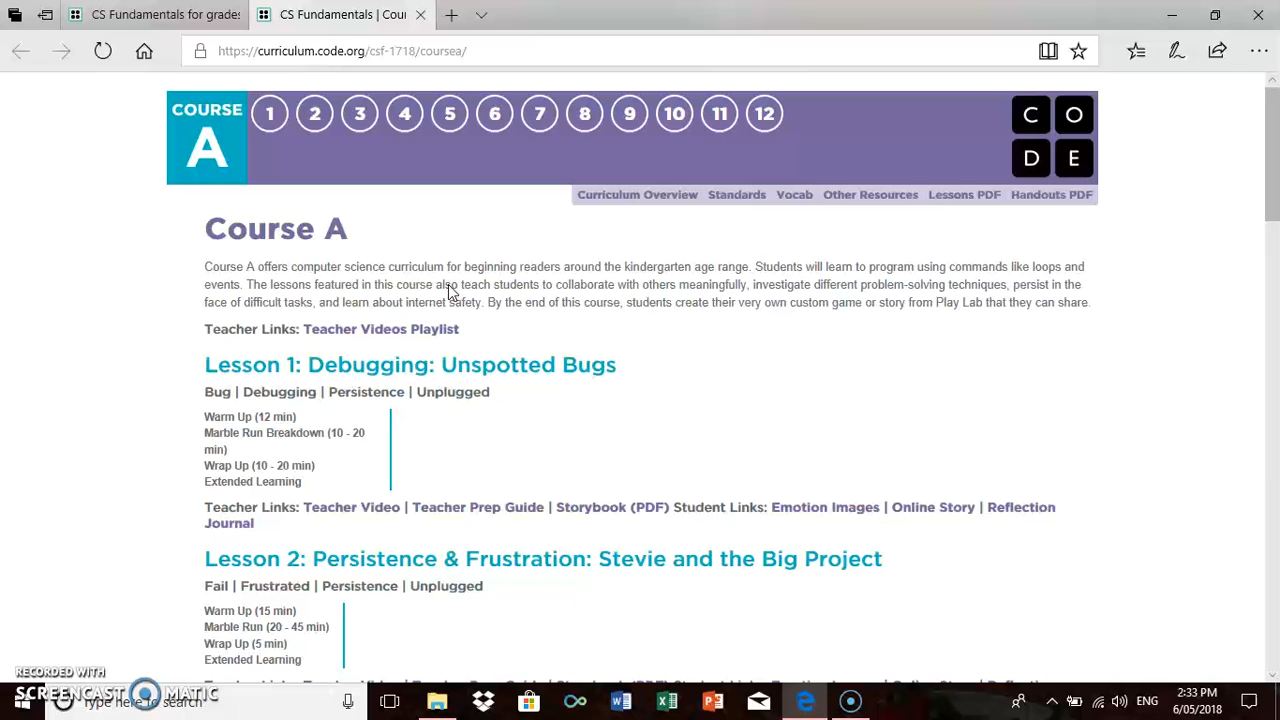 CS Fundamentals for grades
CS Fundamentals | Cour
https://curriculum.code.org/csf-1718/coursea/
COURSE
A
1 2 3 4 5 6 7 8 9 10 11 12
C O
D E
Curriculum Overview Standards Vocab Other Resources Lessons PDF Handouts PDF
Course A
Course A offers computer science curriculum for beginning readers around the kindergarten age range. Students will learn to program using commands like loops and
events. The lessons featured in this course also teach students to collaborate with others meaningfully, investigate different problem-solving techniques, persist in the
face of difficult tasks, and learn about internet safety. By the end of this course, students create their very own custom game or story from Play Lab that they can share.
Teacher Links: Teacher Videos Playlist
Lesson 1: Debugging: Unspotted Bugs
Bug | Debugging | Persistence | Unplugged
Warm Up (12 min)
Marble Run Breakdown (10 - 20
min)
Wrap Up (10 - 20 min)
Extended Learning
Teacher Links: Teacher Video | Teacher Prep Guide | Storybook (PDF) Student Links: Emotion Images | Online Story | Reflection
Journal
Lesson 2: Persistence & Frustration: Stevie and the Big Project
Fail | Frustrated | Persistence | Unplugged
Warm Up (15 min)
Marble Run (20 - 45 min)
Wrap Up (5 min)
Extended Learning
RECORDED WITH
SCREENCAST MATIC
Type here to search
ENG
2:33 PM
6/05/2018